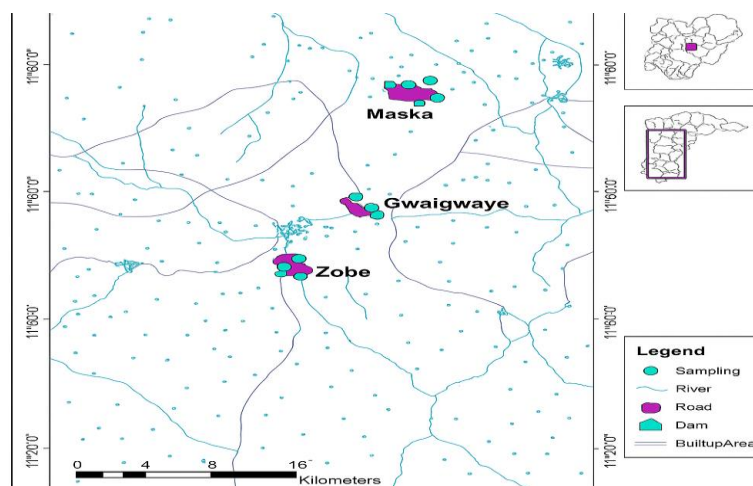 11°60'0"
11°60'0"
11°60'0"
11°20'0"
Maska
Gwaigwaye
Zobe
0 4 8 16
Kilometers
11°60'0"
11°60'0"
11°60'0"
11°20'0"
Legend
Sampling
River
Road
Dam
BuiltupArea